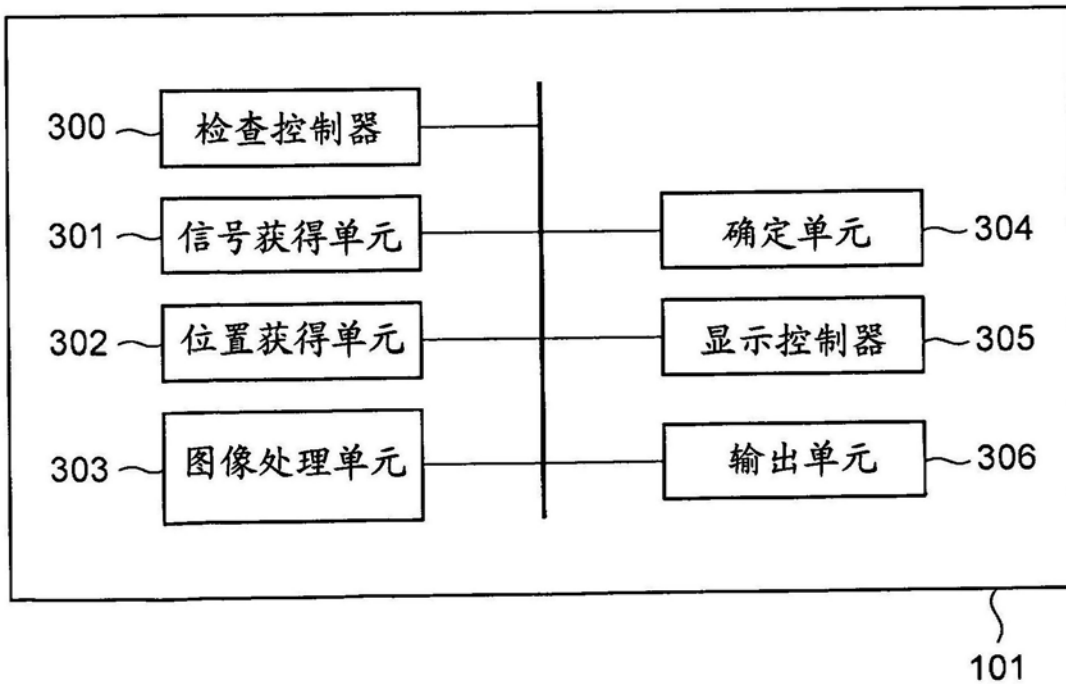 300 检查控制器
301 信号获得单元
302 位置获得单元
303 图像处理单元
确定单元 304
显示控制器 305
输出单元 306
101